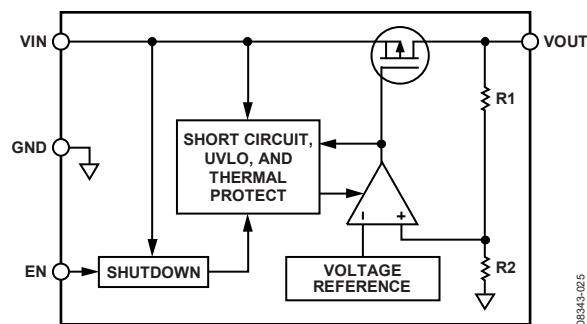 VIN
VOUT
R1
GND
SHORT CIRCUIT,
UVLO, AND
THERMAL
PROTECT
EN
SHUTDOWN
VOLTAGE
REFERENCE
R2
08343-025